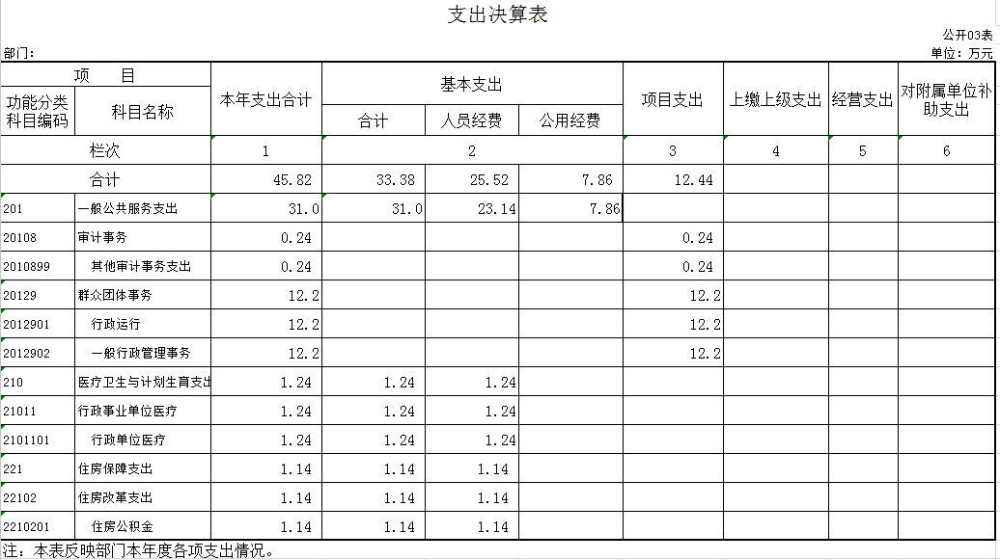 支出决算表
公开03表
部门： 单位：万元
项 目 本年支出合计 基本支出 项目支出 上缴上级支出 经营支出 对附属单位补助支出
功能分类科目编码 科目名称 合计 人员经费 公用经费
栏次 1 2 3 4 5 6
合计 45.82 33.38 25.52 7.86 12.44
201 一般公共服务支出 31.0 31.0 23.14 7.86
20108 审计事务 0.24 0.24
2010899 其他审计事务支出 0.24 0.24
20129 群众团体事务 12.2 12.2
2012901 行政运行 12.2 12.2
2012902 一般行政管理事务 12.2 12.2
210 医疗卫生与计划生育支出 1.24 1.24 1.24
21011 行政事业单位医疗 1.24 1.24 1.24
2101101 行政单位医疗 1.24 1.24 1.24
221 住房保障支出 1.14 1.14 1.14
22102 住房改革支出 1.14 1.14 1.14
2210201 住房公积金 1.14 1.14 1.14
注：本表反映部门本年度各项支出情况。